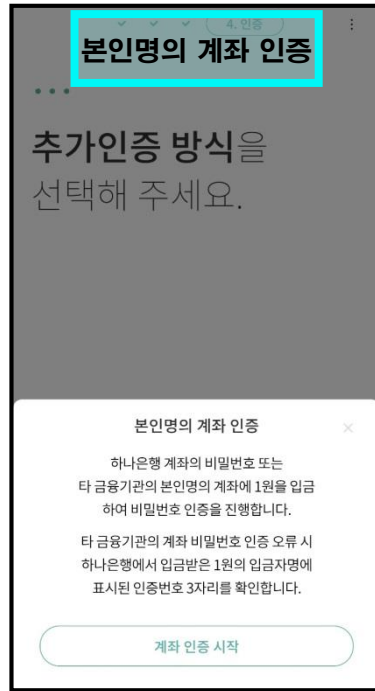 4. 인증
본인명의 계좌 인증
추가인증 방식을
선택해 주세요.
본인명의 계좌 인증
하나은행 계좌의 비밀번호 또는
타 금융기관의 본인명의 계좌에 1원을 입금
하여 비밀번호 인증을 진행합니다.
타 금융기관의 계좌 비밀번호 인증 오류 시
하나은행에서 입금받은 1원의 입금자명에
표시된 인증번호 3자리를 확인합니다.
계좌 인증 시작